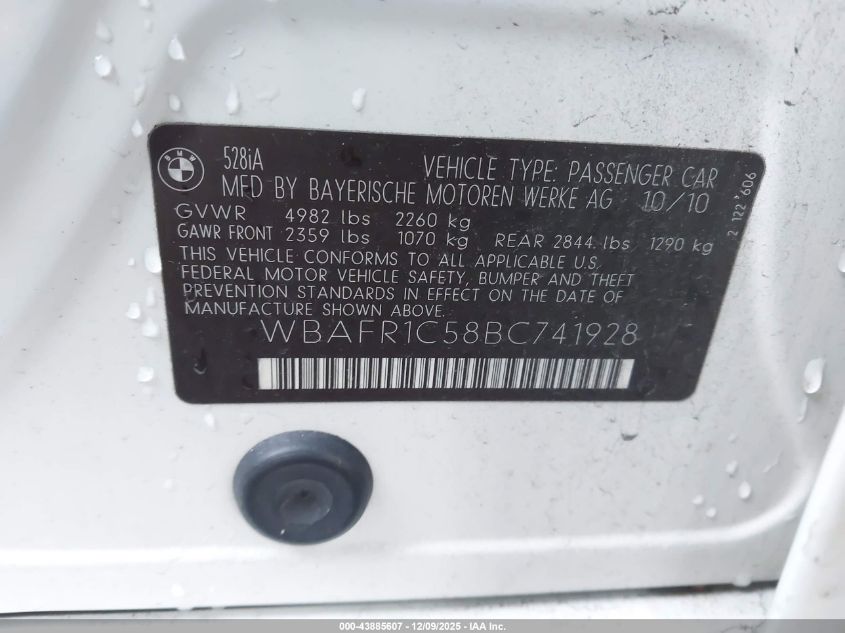 BMW
528iA
VEHICLE TYPE: PASSENGER CAR
MFD BY BAYERISCHE MOTOREN WERKE AG 10/10
GVWR 4982 lbs 2260 kg
GAWR FRONT 2359 lbs 1070 kg REAR 2844 lbs 1290 kg
THIS VEHICLE CONFORMS TO ALL APPLICABLE U.S.
FEDERAL MOTOR VEHICLE SAFETY, BUMPER AND THEFT
PREVENTION STANDARDS IN EFFECT ON THE DATE OF
MANUFACTURE SHOWN ABOVE.
WBAFR1C58BC741928
2 122 606
000-43885607 - 12/09/2025 - IAA Inc.